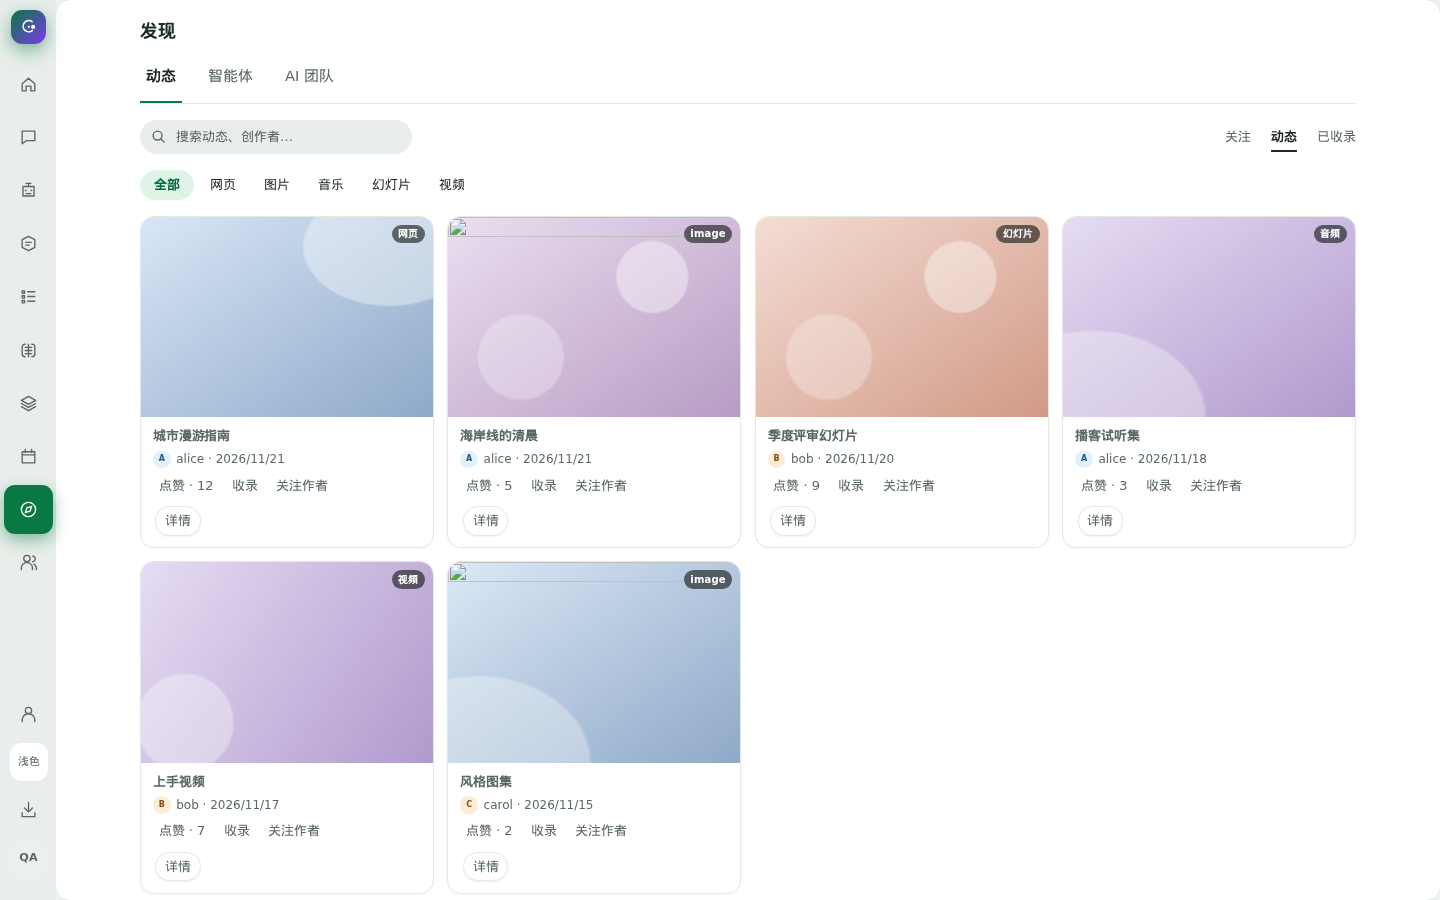 发现
动态 智能体 AI 团队
搜索动态、创作者...
关注 动态 已收录
全部 网页 图片 音乐 幻灯片 视频
网页
城市漫游指南
A alice · 2026/11/21
点赞 · 12 收录 关注作者
详情
image
海岸线的清晨
A alice · 2026/11/21
点赞 · 5 收录 关注作者
详情
幻灯片
季度评审幻灯片
B bob · 2026/11/20
点赞 · 9 收录 关注作者
详情
音频
播客试听集
A alice · 2026/11/18
点赞 · 3 收录 关注作者
详情
视频
上手视频
B bob · 2026/11/17
点赞 · 7 收录 关注作者
详情
image
风格图集
C carol · 2026/11/15
点赞 · 2 收录 关注作者
详情
浅色
QA